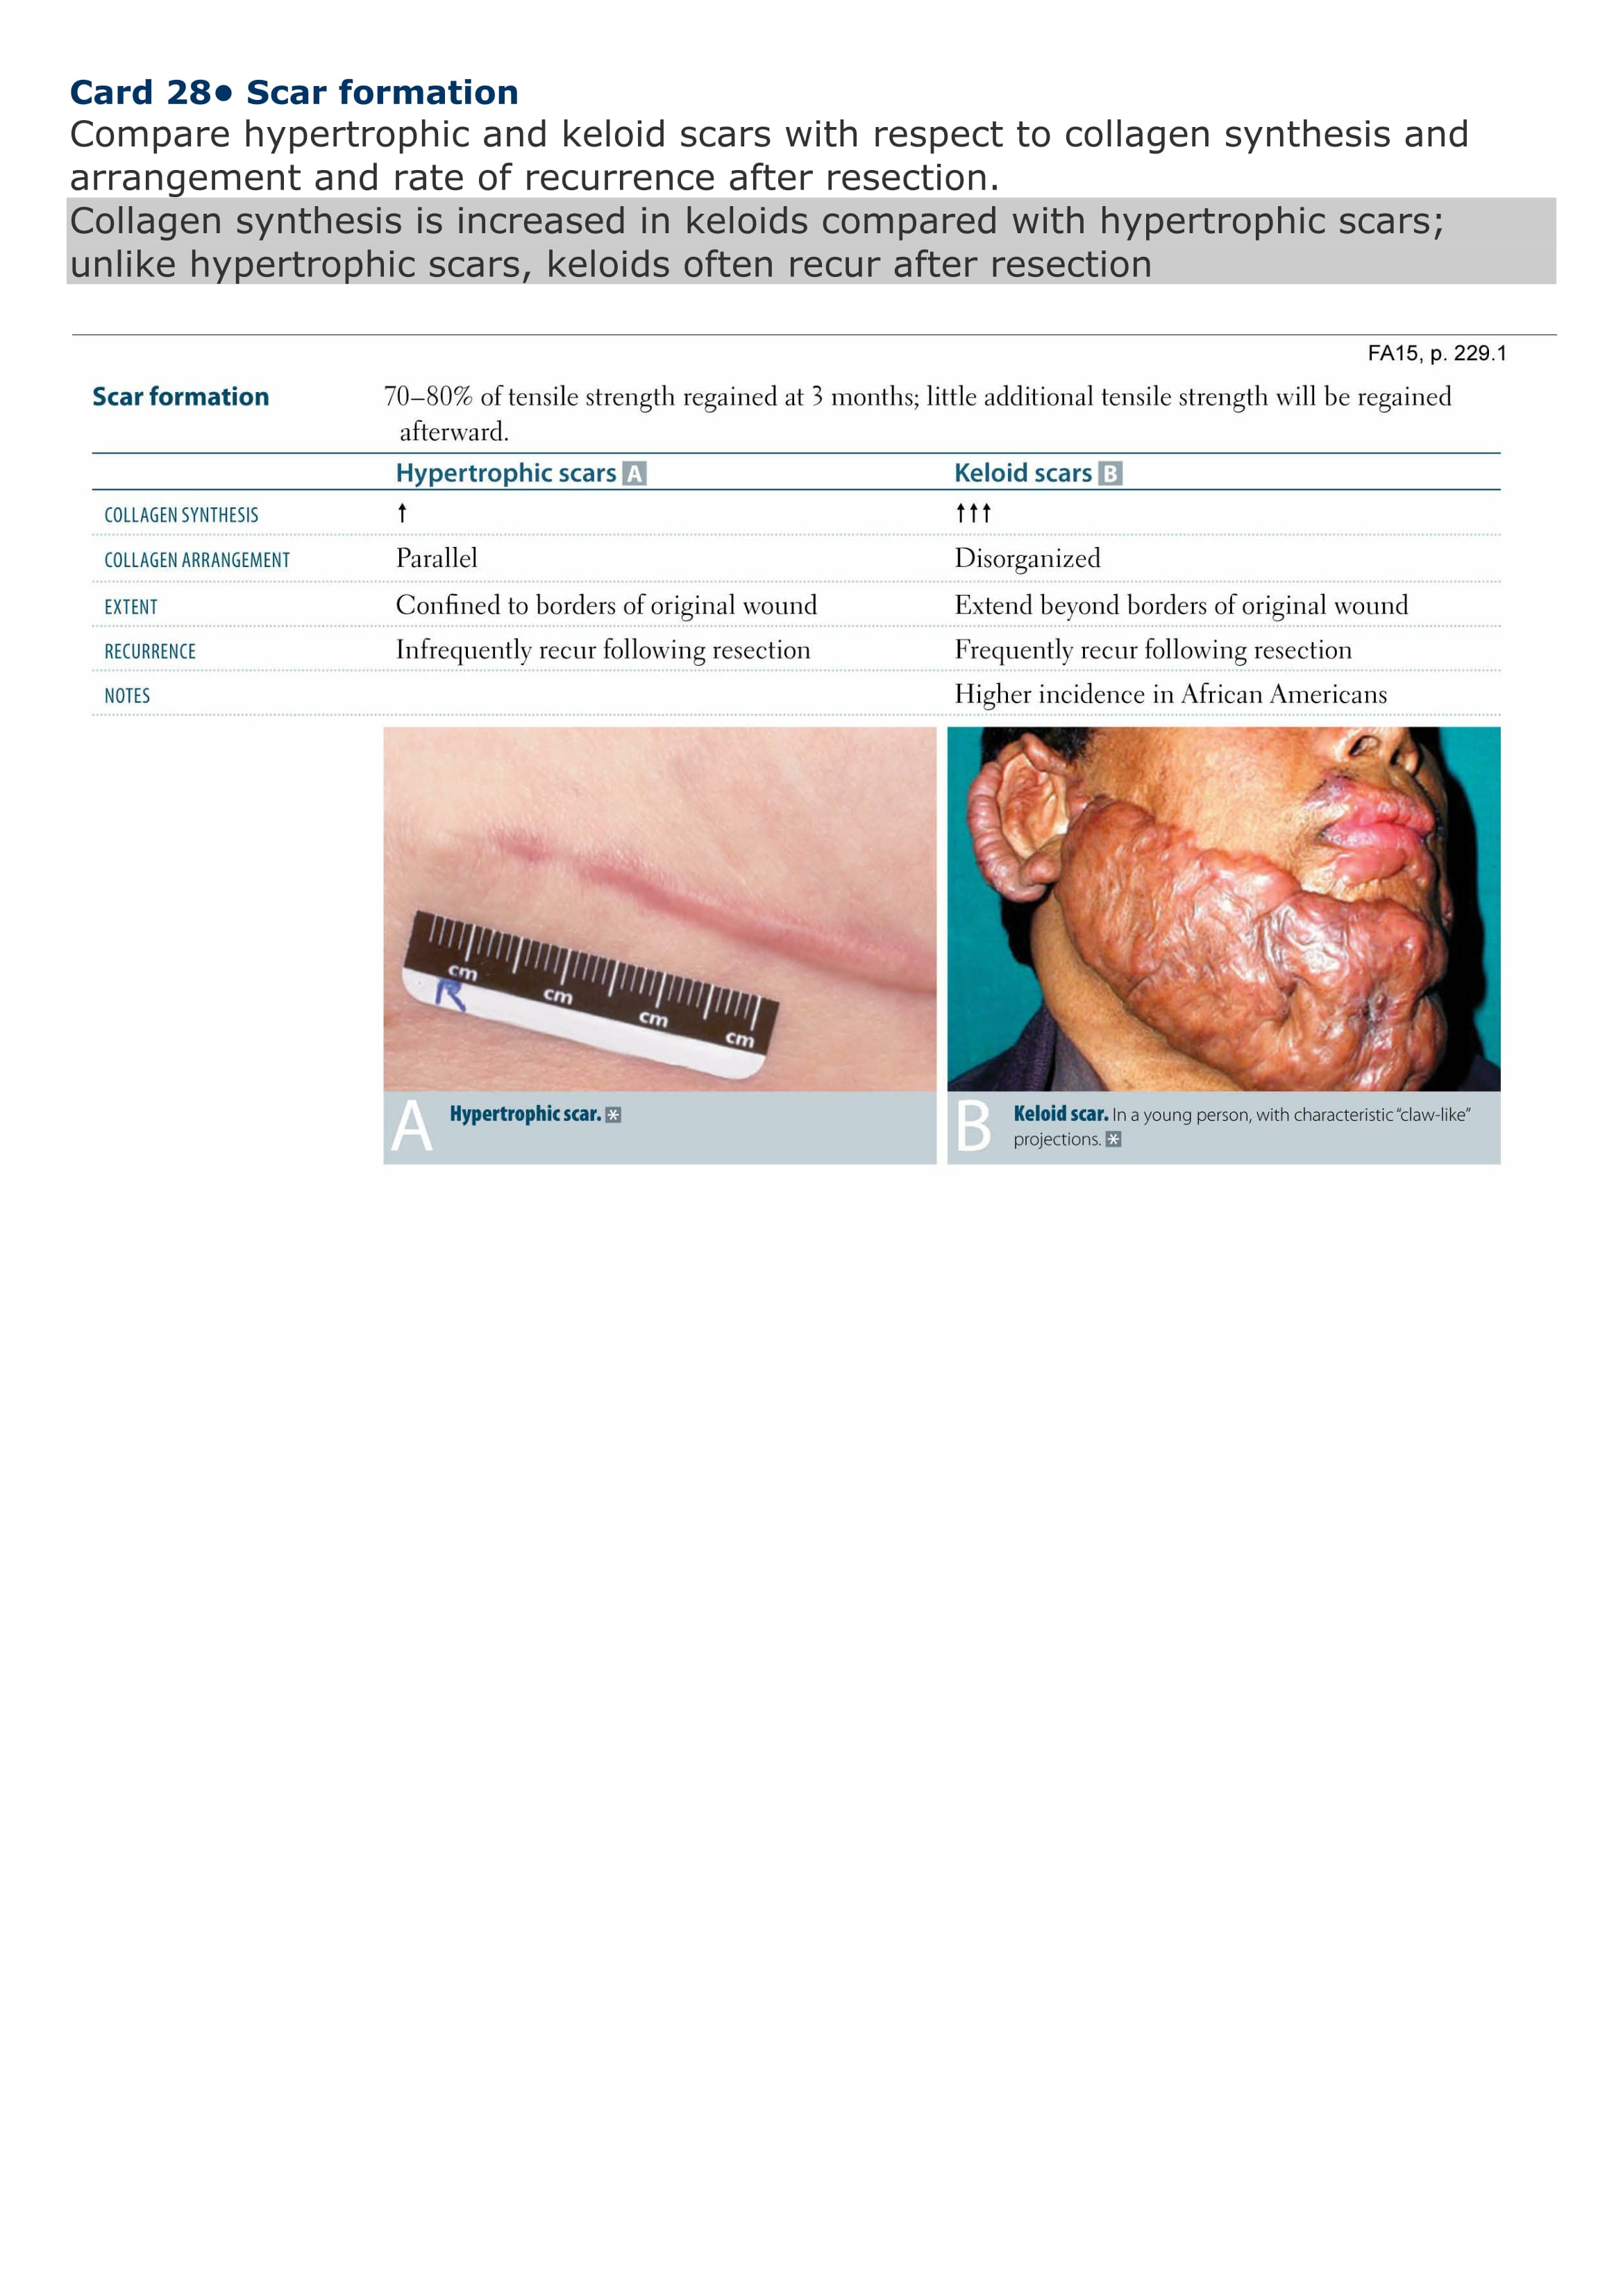 Card 28• Scar formation
Compare hypertrophic and keloid scars with respect to collagen synthesis and
arrangement and rate of recurrence after resection.
Collagen synthesis is increased in keloids compared with hypertrophic scars;
unlike hypertrophic scars, keloids often recur after resection
FA15, p. 229.1
Scar formation 70–80% of tensile strength regained at 3 months; little additional tensile strength will be regained
afterward.
Hypertrophic scars A Keloid scars B
COLLAGEN SYNTHESIS ↑ ↑↑↑
COLLAGEN ARRANGEMENT Parallel Disorganized
EXTENT Confined to borders of original wound Extend beyond borders of original wound
RECURRENCE Infrequently recur following resection Frequently recur following resection
NOTES Higher incidence in African Americans
cm
R
cm
cm
cm
A Hypertrophic scar. *
B Keloid scar. In a young person, with characteristic “claw-like”
projections. *